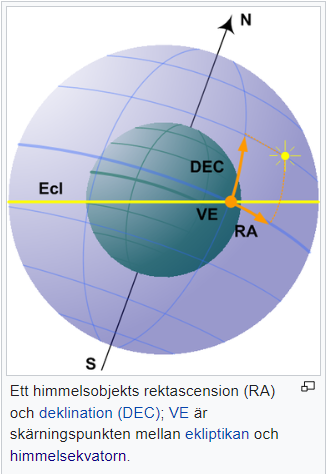 N
DEC
Ecl
VE
RA
S
Ett himmelsobjekts rektascension (RA)
och deklination (DEC); VE är
skärningspunkten mellan ekliptikan och
himmelsekvatorn.